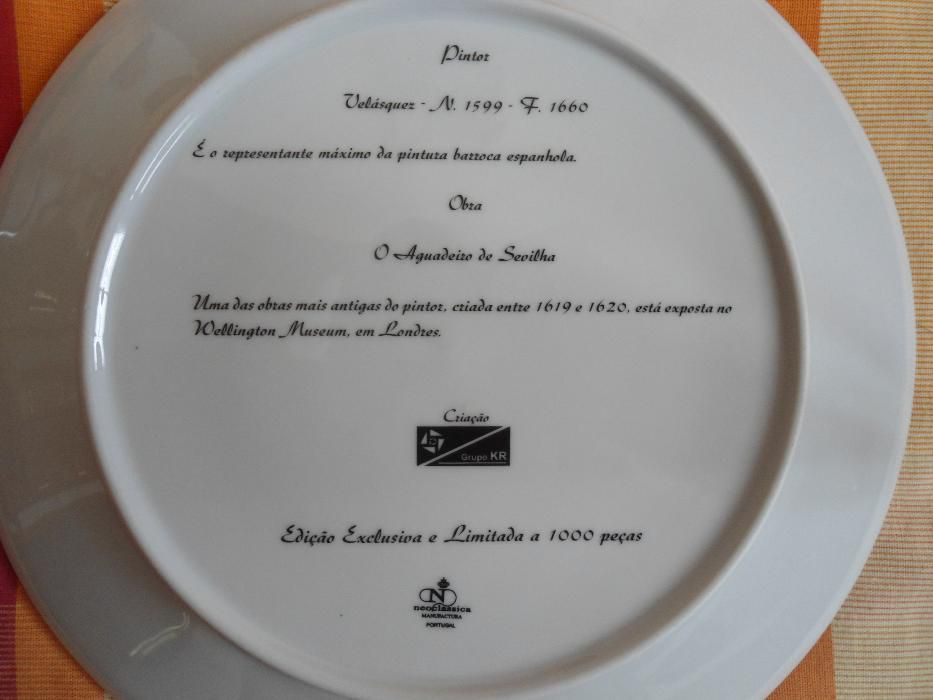 Pintor
Velásquez - N. 1599 - F. 1660
É o representante máximo da pintura barroca espanhola.
Obra
O Aguadeiro de Sevilha
Uma das obras mais antigas do pintor, criada entre 1619 e 1620, está exposta no
Wellington Museum, em Londres.
Criação
Grupo KR
Edição Exclusiva e Limitada a 1000 peças
N
neoclássica
MANUFACTURA
PORTUGAL